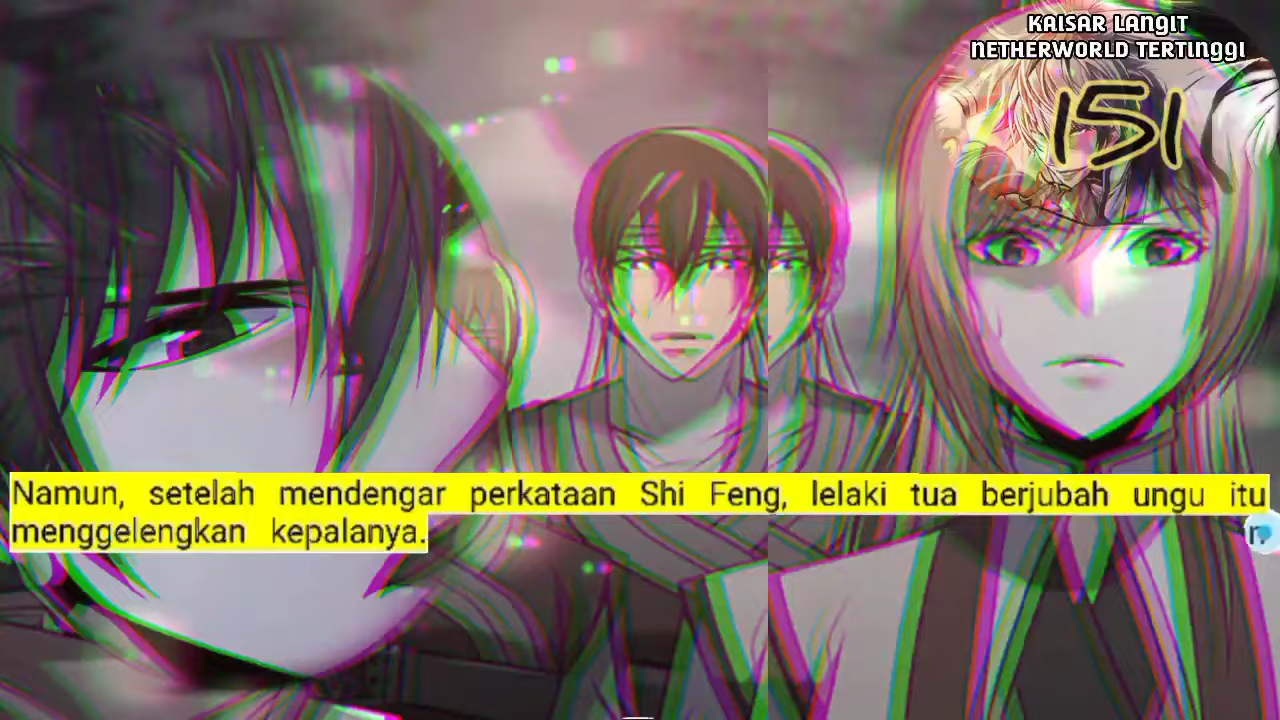 KAISAR LANGIT
NETHERWORLD TERTINGGI
151
Namun, setelah mendengar perkataan Shi Feng, lelaki tua berjubah ungu itu
menggelengkan kepalanya.